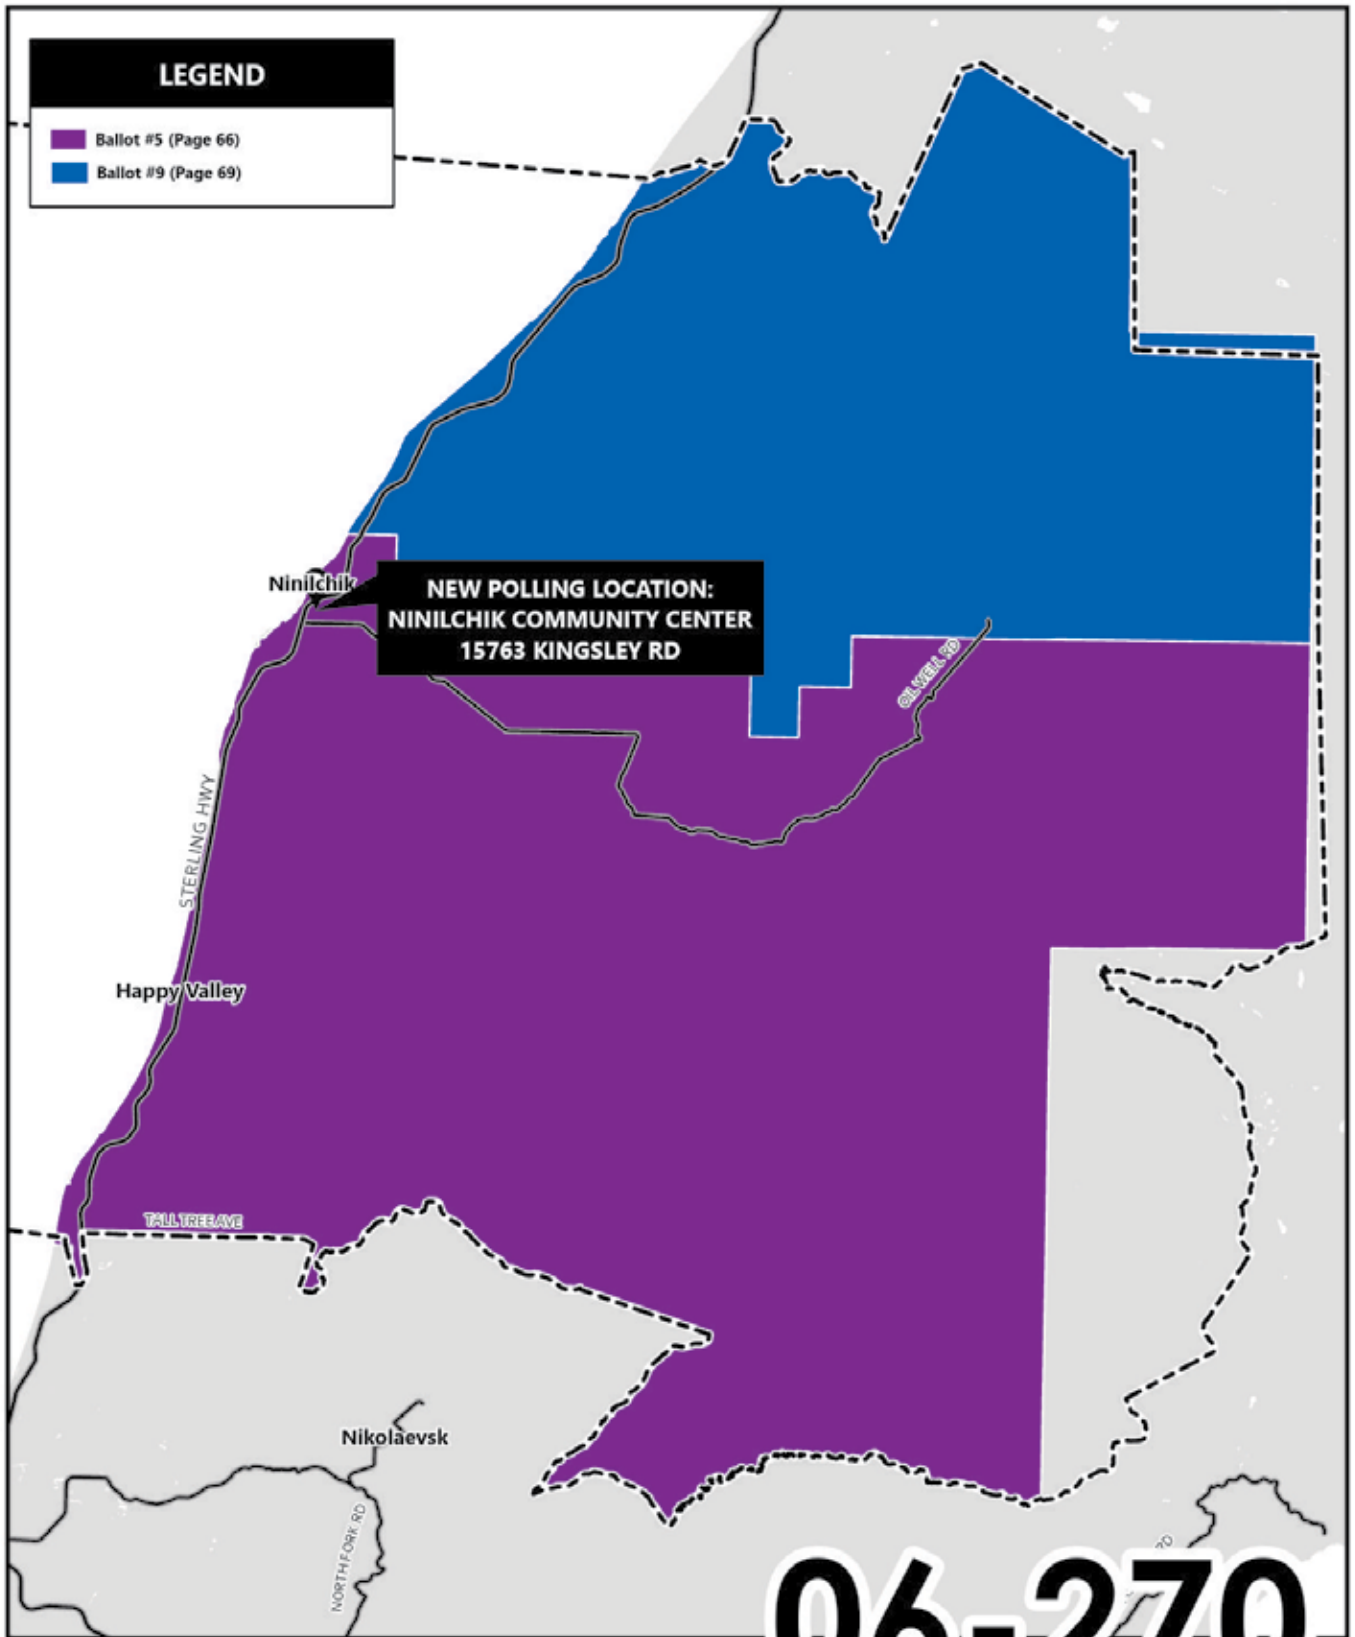 LEGEND
Ballot #5 (Page 66)
Ballot #9 (Page 69)
Ninilchik
NEW POLLING LOCATION:
NINILCHIK COMMUNITY CENTER
15763 KINGSLEY RD
OIL WELL RD
STERLING HWY
Happy Valley
TALL TREE AVE
Nikolaevsk
NORTH FORK RD
RD
06-270